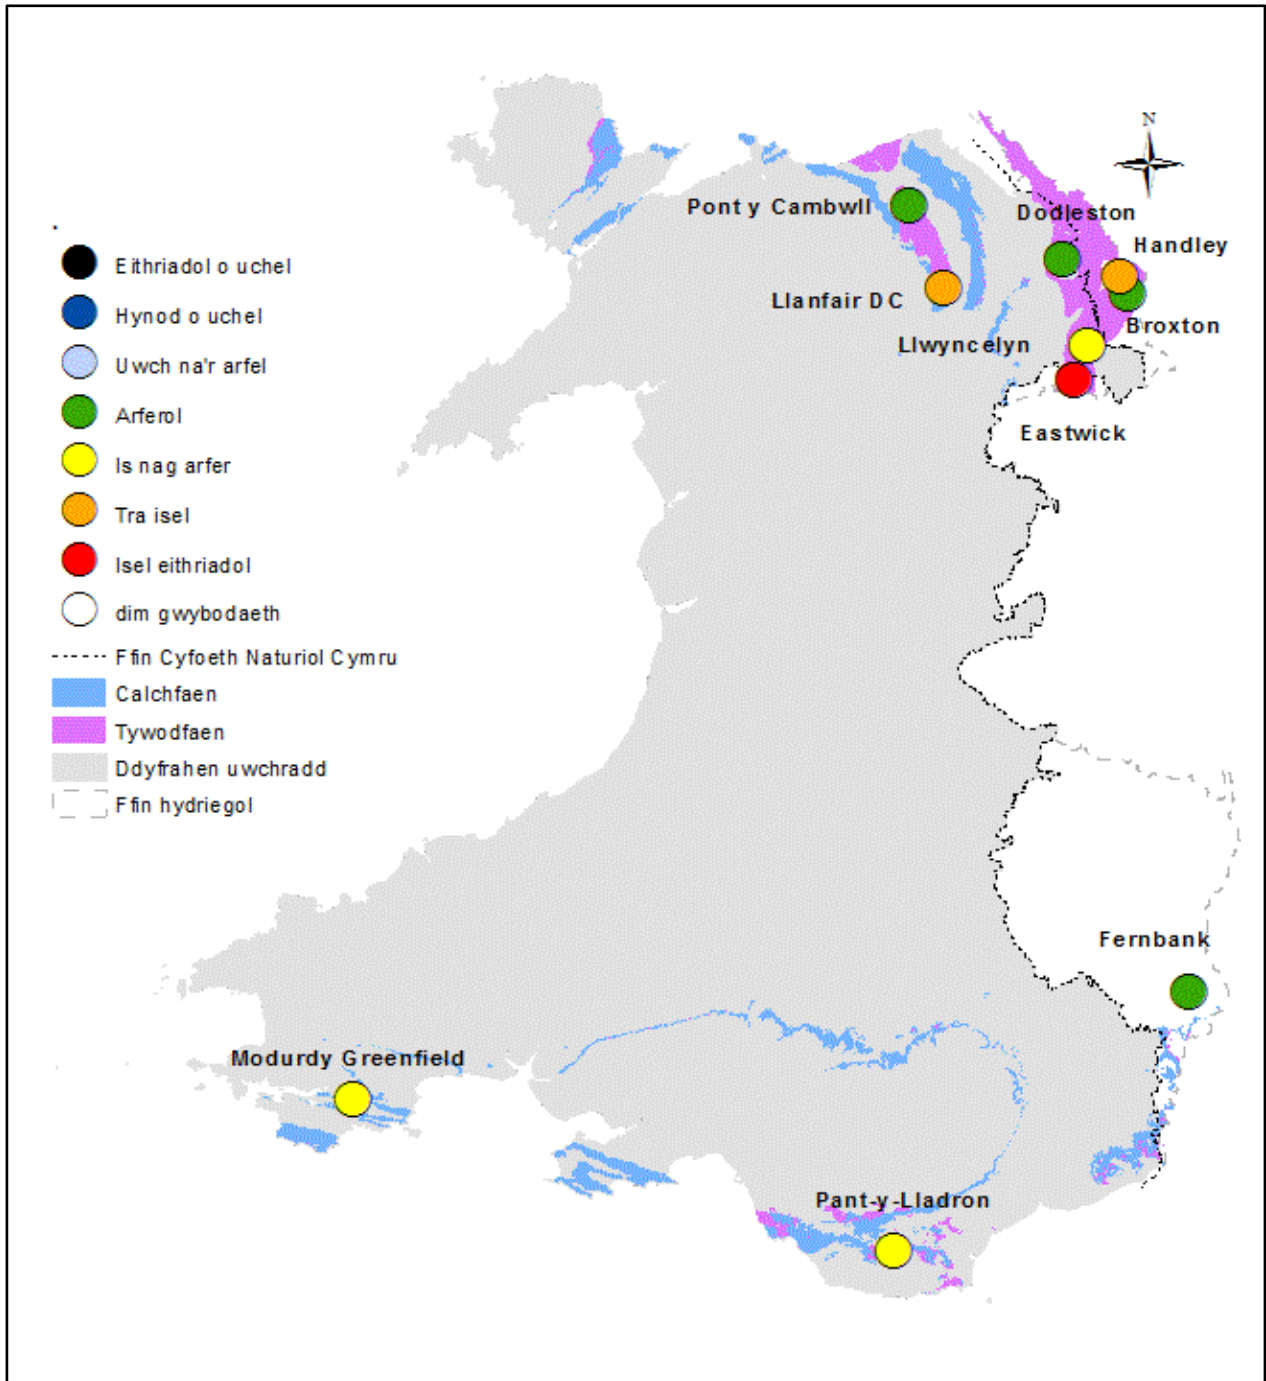 N
Pont y Cambwll
Dodleston
Handley
Llanfair DC
Broxton
Llwyncelyn
Eastwick
Eithriadol o uchel
Hynod o uchel
Uwch na'r arfel
Arferol
Is nag arfer
Tra isel
Isel eithriadol
dim gwybodaeth
Ffin Cyfoeth Naturiol Cymru
Calchfaen
Tywodfaen
Ddyfrahen uwchradd
Ffin hydriegol
Fernbank
Modurdy Greenfield
Pant-y-Lladron